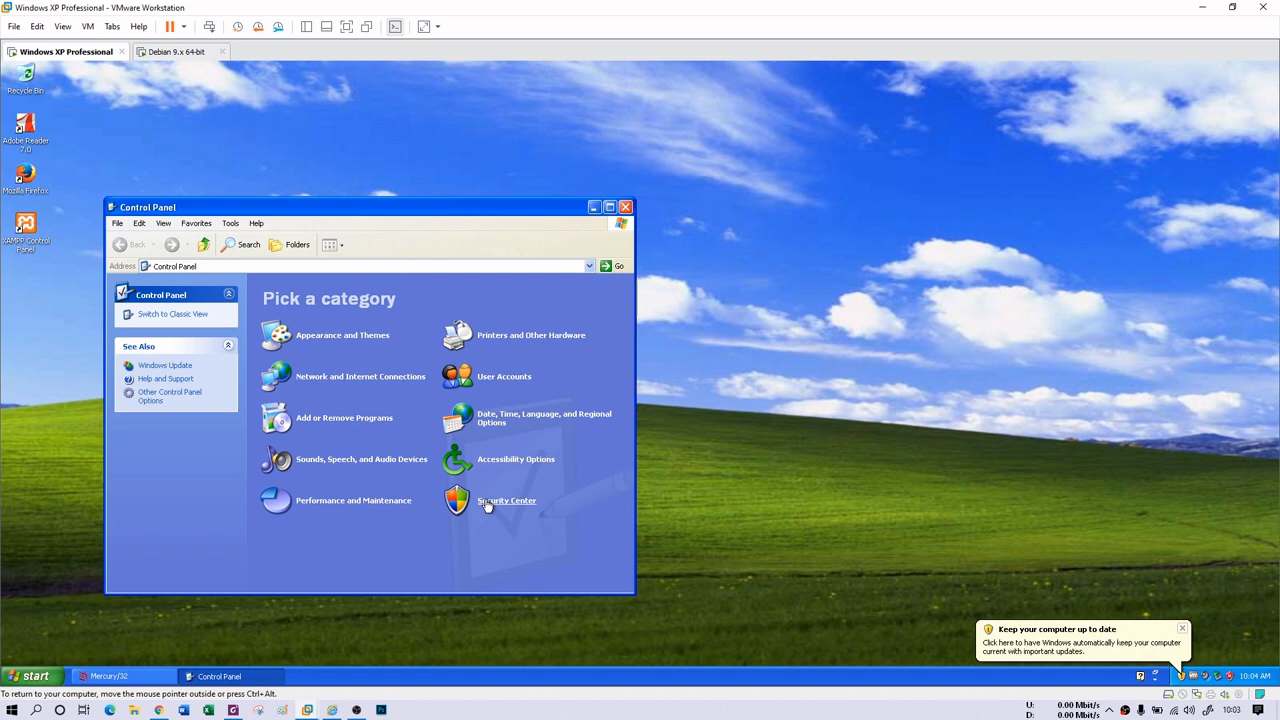 Windows XP Professional - VMware Workstation
File Edit View VM Tabs Help
Windows XP Professional Debian 9.x 64-bit
Recycle Bin
Adobe Reader
7.0
Mozilla Firefox
XAMPP Control
Panel
Control Panel
File Edit View Favorites Tools Help
Back Search Folders
Address Control Panel Go
Control Panel
Switch to Classic View
See Also
Windows Update
Help and Support
Other Control Panel
Options
Pick a category
Appearance and Themes Printers and Other Hardware
Network and Internet Connections User Accounts
Add or Remove Programs Date, Time, Language, and Regional
Options
Sounds, Speech, and Audio Devices Accessibility Options
Performance and Maintenance Security Center
Keep your computer up to date
Click here to have Windows automatically keep your computer
current with important updates.
start Mercury/32 Control Panel 10:04 AM
To return to your computer, move the mouse pointer outside or press Ctrl+Alt.
U: 0.00 Mbit/s
D: 0.00 Mbit/s
10:03